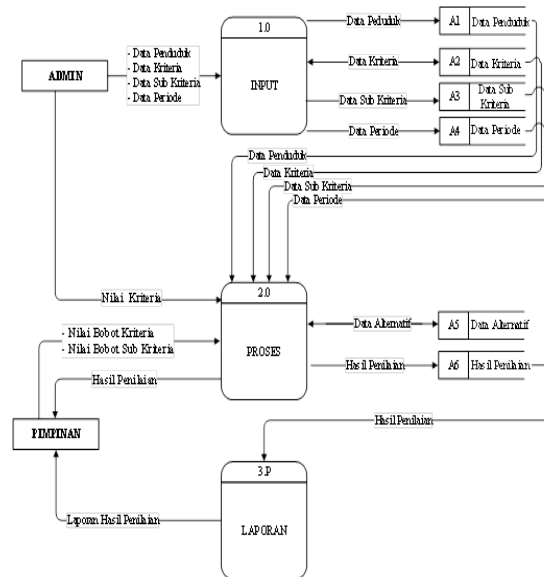 1.0
INPUT
ADMIN
- Data Penduduk
- Data Kriteria
- Data Sub Kriteria
- Data Periode
Data Peduduk
A1 Data Penduduk
Data Kriteria
A2 Data Kriteria
Data Sub Kriteria
A3 Data Sub
Kriteria
Data Periode
A4 Data Periode
Data Penduduk
Data Kriteria
Data Sub Kriteria
Data Periode
2.0
PROSES
Nilai Kriteria
- Nilai Bobot Kriteria
- Nilai Bobot Sub Kriteria
Hasil Penilaian
PIMPINAN
Data Alternatif
A5 Data Alternatif
Hasil Penilaian
A6 Hasil Penilaian
Hasil Penilaian
3.P
LAPORAN
Laporan Hasil Penilaian